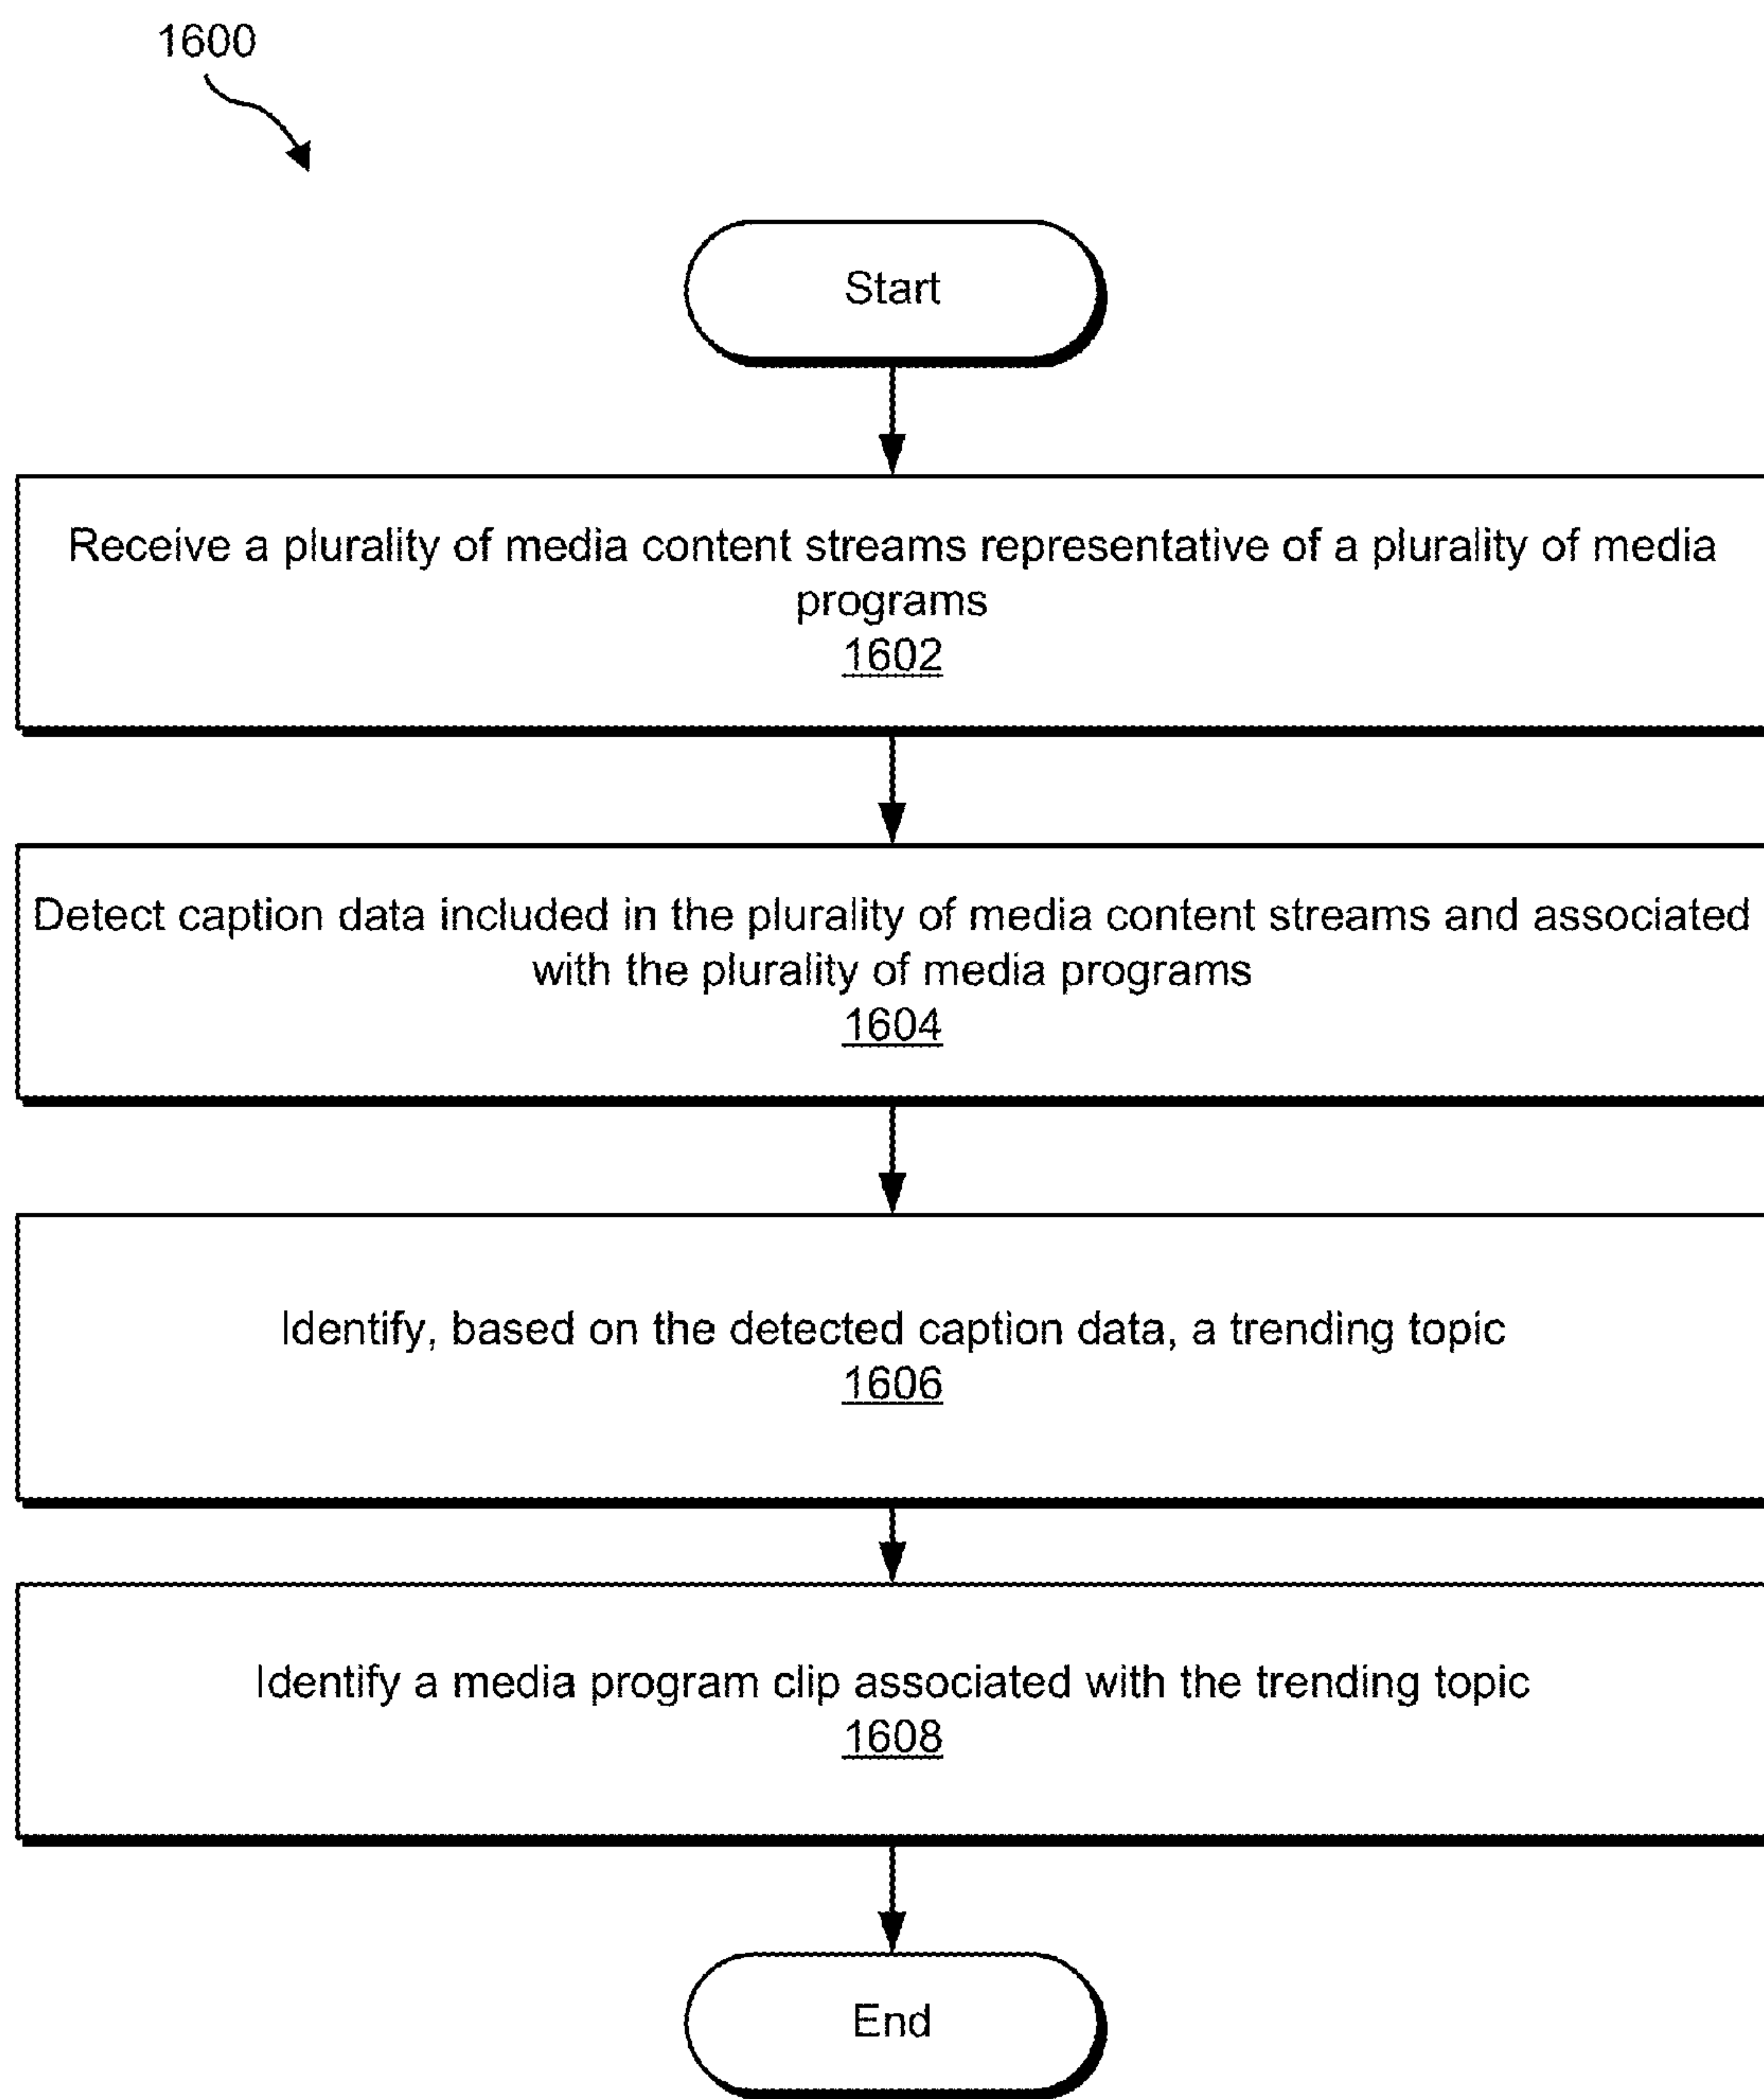 1600
Start
Receive a plurality of media content streams representative of a plurality of media
programs
1602
Detect caption data included in the plurality of media content streams and associated
with the plurality of media programs
1604
Identify, based on the detected caption data, a trending topic
1606
Identify a media program clip associated with the trending topic
1608
End